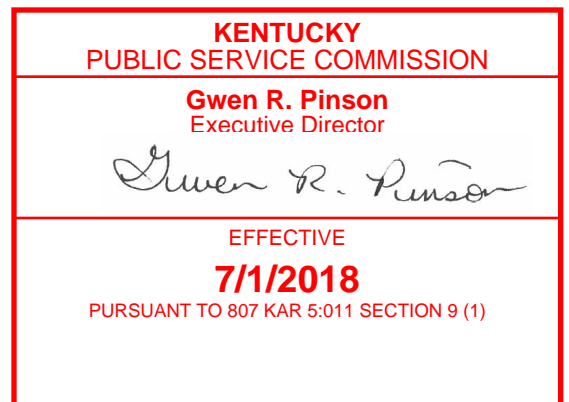 KENTUCKY
PUBLIC SERVICE COMMISSION
Gwen R. Pinson
Executive Director
Gwen R. Pinson
EFFECTIVE
7/1/2018
PURSUANT TO 807 KAR 5:011 SECTION 9 (1)